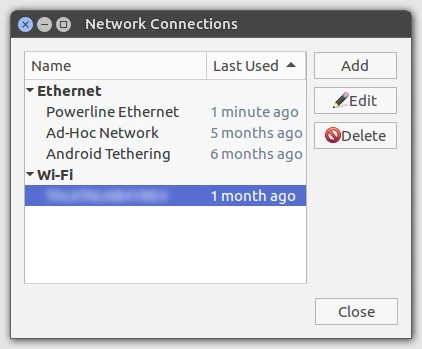 Network Connections
Name Last Used
Add
Ethernet
Powerline Ethernet 1 minute ago
Edit
Ad-Hoc Network 5 months ago
Delete
Android Tethering 6 months ago
Wi-Fi
1 month ago
Close